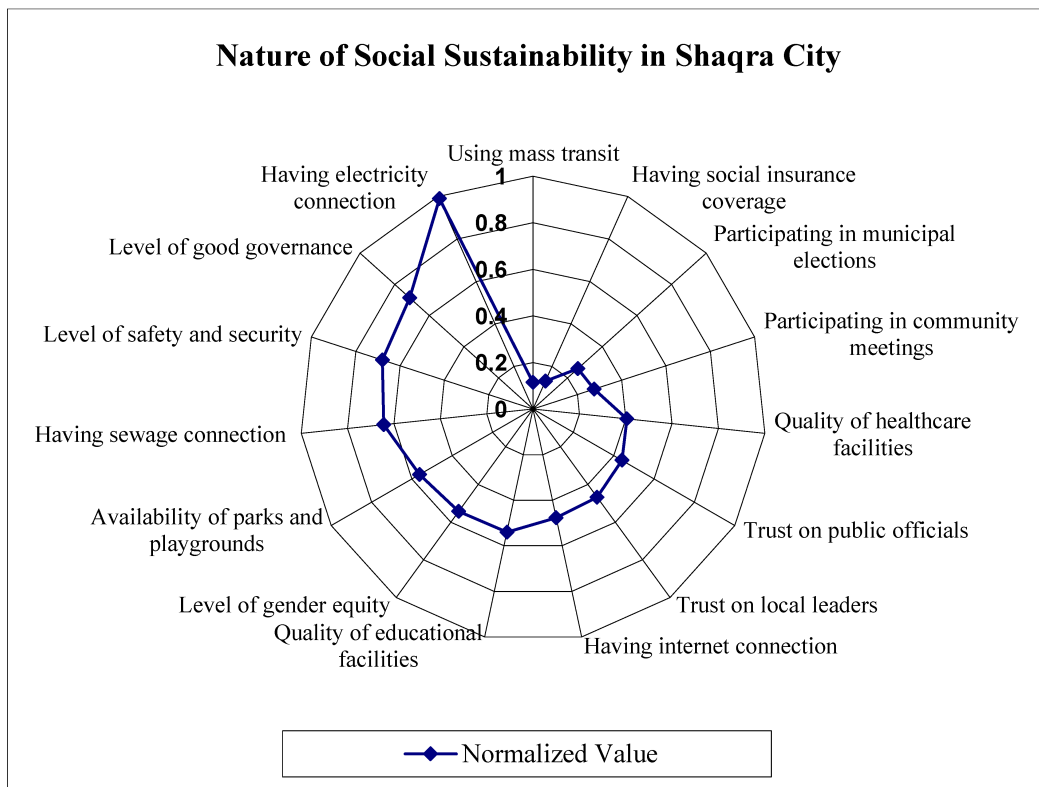 Nature of Social Sustainability in Shaqra City
Using mass transit
Having social insurance
coverage
Participating in municipal
elections
Participating in community
meetings
Quality of healthcare
facilities
Trust on public officials
Trust on local leaders
Having internet connection
Quality of educational
facilities
Level of gender equity
Availability of parks and
playgrounds
Having sewage connection
Level of safety and security
Level of good governance
Having electricity
connection
1
0.8
0.6
0.4
0.2
0
Normalized Value